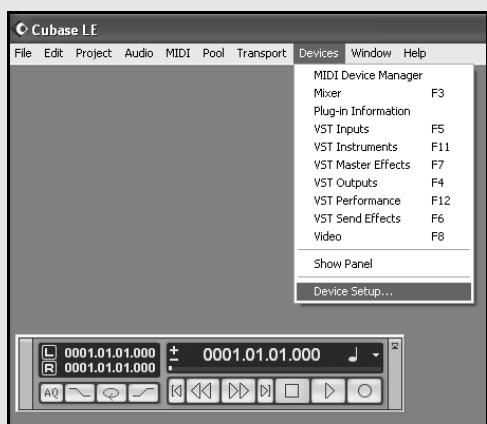 Cubase LE
File Edit Project Audio MIDI Pool Transport Devices Window Help
MIDI Device Manager
Mixer F3
Plug-in Information
VST Inputs F5
VST Instruments F11
VST Master Effects F7
VST Outputs F4
VST Performance F12
VST Send Effects F6
Video F8
Show Panel
Device Setup...
L 0001.01.01.000 0001.01.01.000
R 0001.01.01.000
AQ